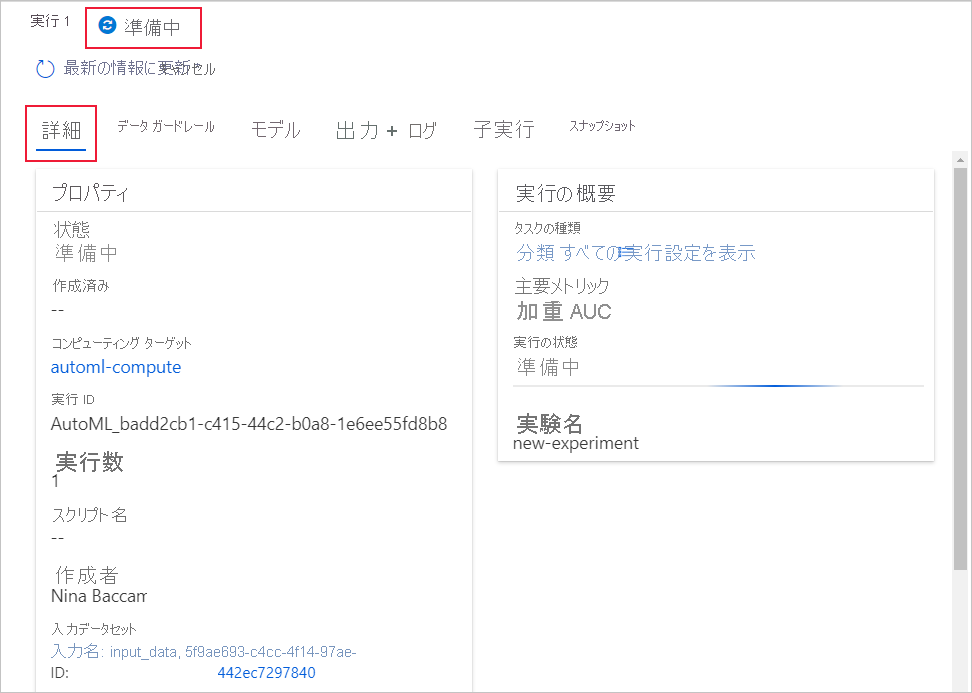 実行 1
準備中
最新の情報に更新
詳細
データ ガードレール
モデル
出力 + ログ
子実行
スナップショット
プロパティ
状態
準備中
作成済み
--
コンピューティング ターゲット
automl-compute
実行 ID
AutoML_badd2cb1-c415-44c2-b0a8-1e6ee55fd8b8
実行数
1
スクリプト名
--
作成者
Nina Baccam
入力データセット
入力名: input_data, 5f9ae693-c4cc-4f14-97ae-
ID: 442ec7297840
実行の概要
タスクの種類
分類 すべての実行設定を表示
主要メトリック
加重 AUC
実行の状態
準備中
実験名
new-experiment